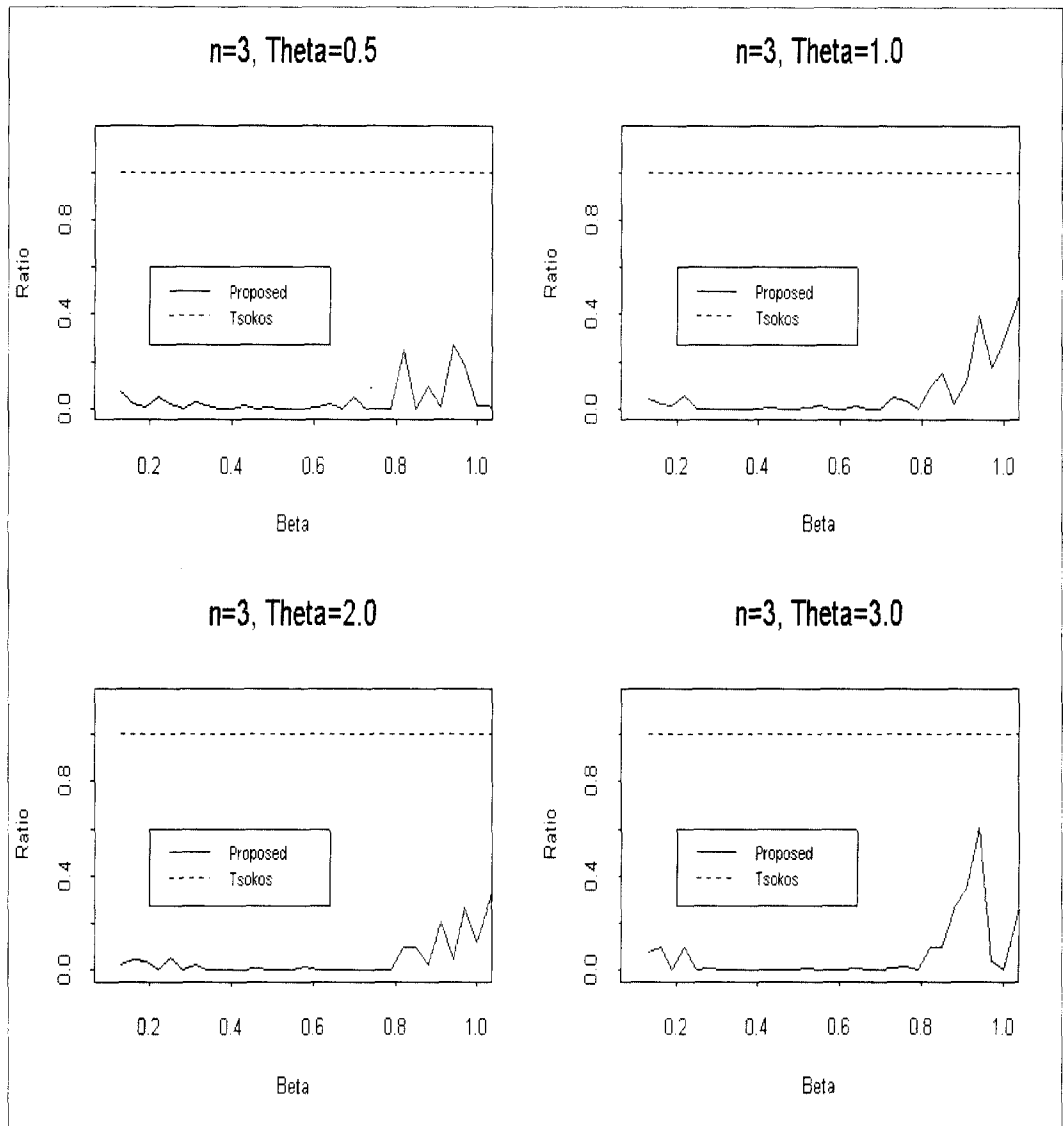 n=3, Theta=0.5
Ratio
0.8
0.4
0.0
Proposed
Tsokos
0.2 0.4 0.6 0.8 1.0
Beta
n=3, Theta=1.0
Ratio
0.8
0.4
0.0
Proposed
Tsokos
0.2 0.4 0.6 0.8 1.0
Beta
n=3, Theta=2.0
Ratio
0.8
0.4
0.0
Proposed
Tsokos
0.2 0.4 0.6 0.8 1.0
Beta
n=3, Theta=3.0
Ratio
0.8
0.4
0.0
Proposed
Tsokos
0.2 0.4 0.6 0.8 1.0
Beta